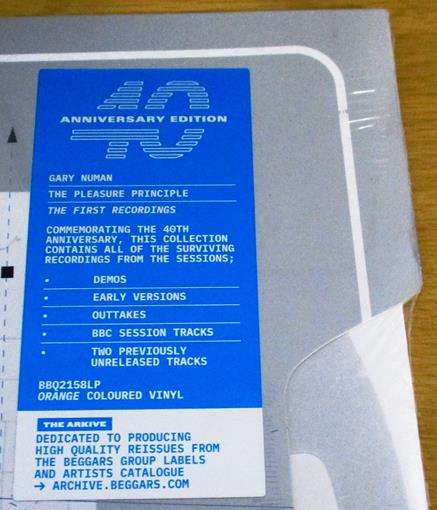 40
ANNIVERSARY EDITION
GARY NUMAN
THE PLEASURE PRINCIPLE
THE FIRST RECORDINGS
COMMEMORATING THE 40TH
ANNIVERSARY, THIS COLLECTION
CONTAINS ALL OF THE SURVIVING
RECORDINGS FROM THE SESSIONS;
• DEMOS
• EARLY VERSIONS
• OUTTAKES
• BBC SESSION TRACKS
• TWO PREVIOUSLY
UNRELEASED TRACKS
BBQ2158LP
ORANGE COLOURED VINYL
THE ARKIVE
DEDICATED TO PRODUCING
HIGH QUALITY REISSUES FROM
THE BEGGARS GROUP LABELS
AND ARTISTS CATALOGUE
→ ARCHIVE.BEGGARS.COM